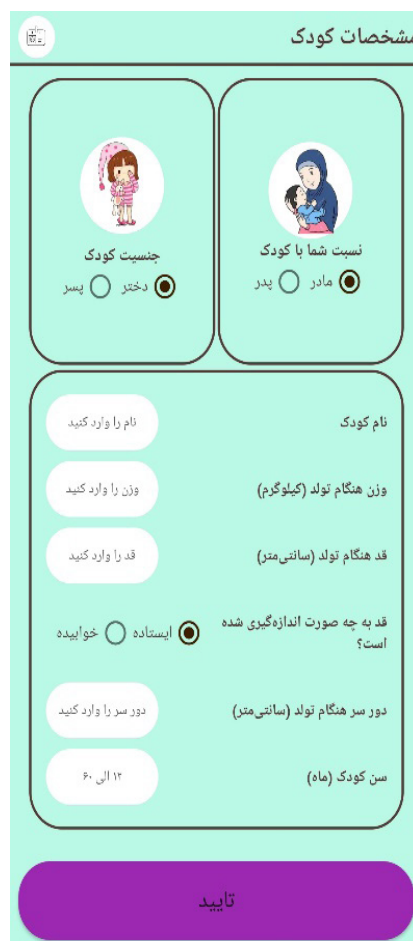 مشخصات کودک
نسبت شما با کودک
مادر پدر
جنسیت کودک
دختر پسر
نام کودک
نام را وارد کنید
وزن هنگام تولد (کیلوگرم)
وزن را وارد کنید
قد هنگام تولد (سانتی‌متر)
قد را وارد کنید
قد به چه صورت اندازه‌گیری شده
است؟
ایستاده خوابیده
دور سر هنگام تولد (سانتی‌متر)
دور سر را وارد کنید
سن کودک (ماه)
۱۲ الی ۶۰
تایید